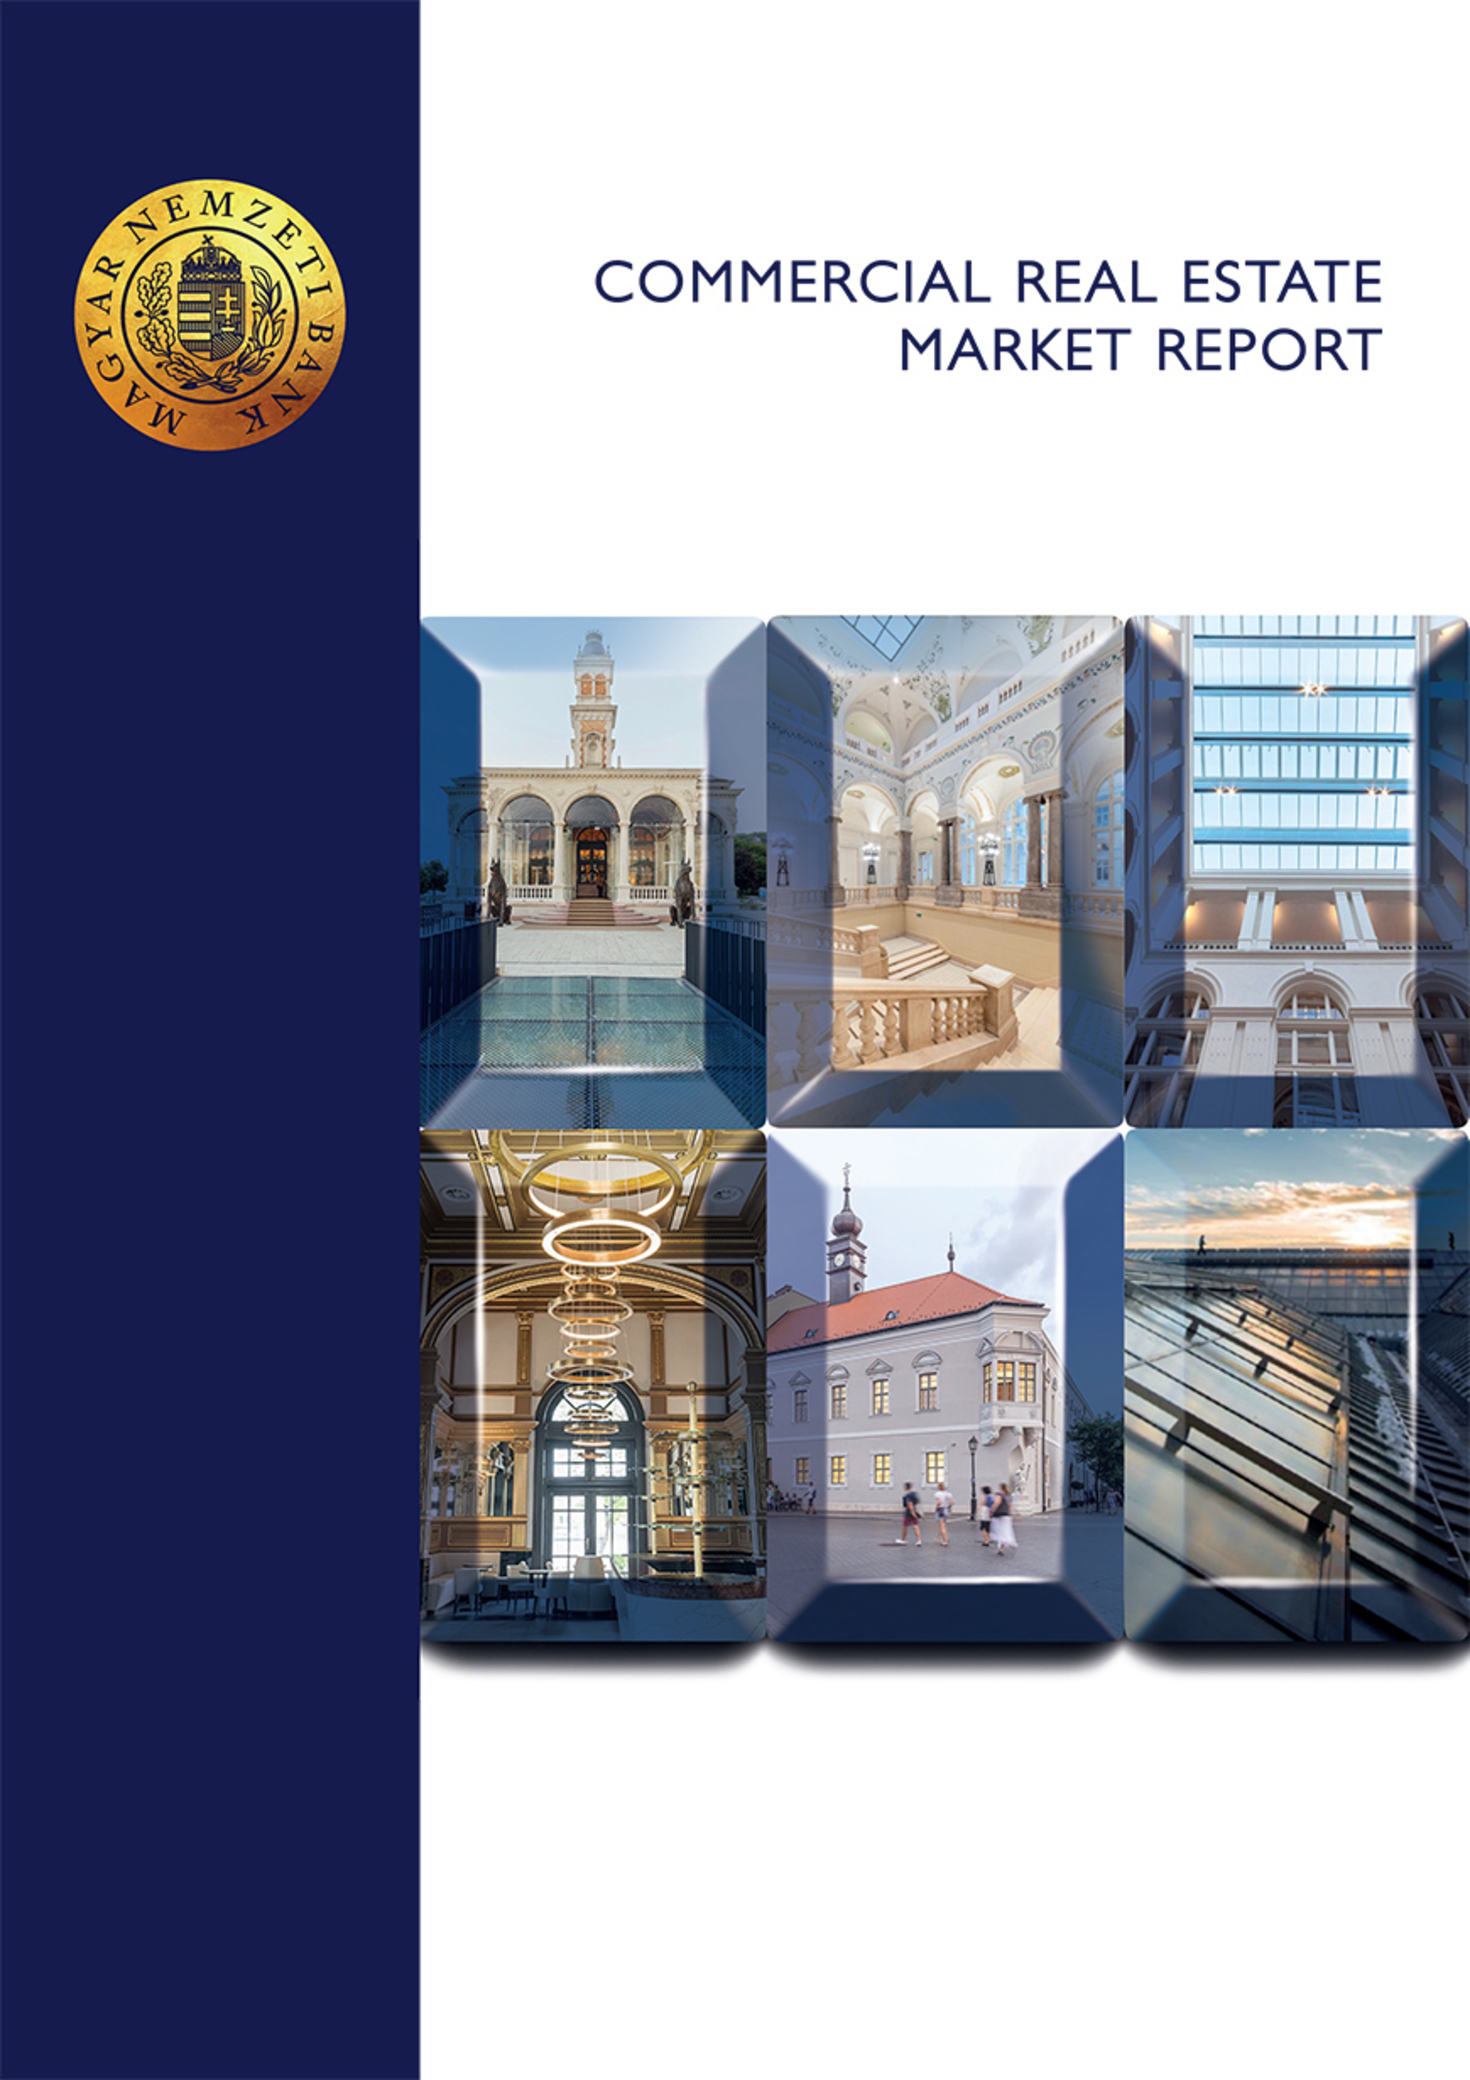 MAGYAR NEMZETI BANK
COMMERCIAL REAL ESTATE
MARKET REPORT